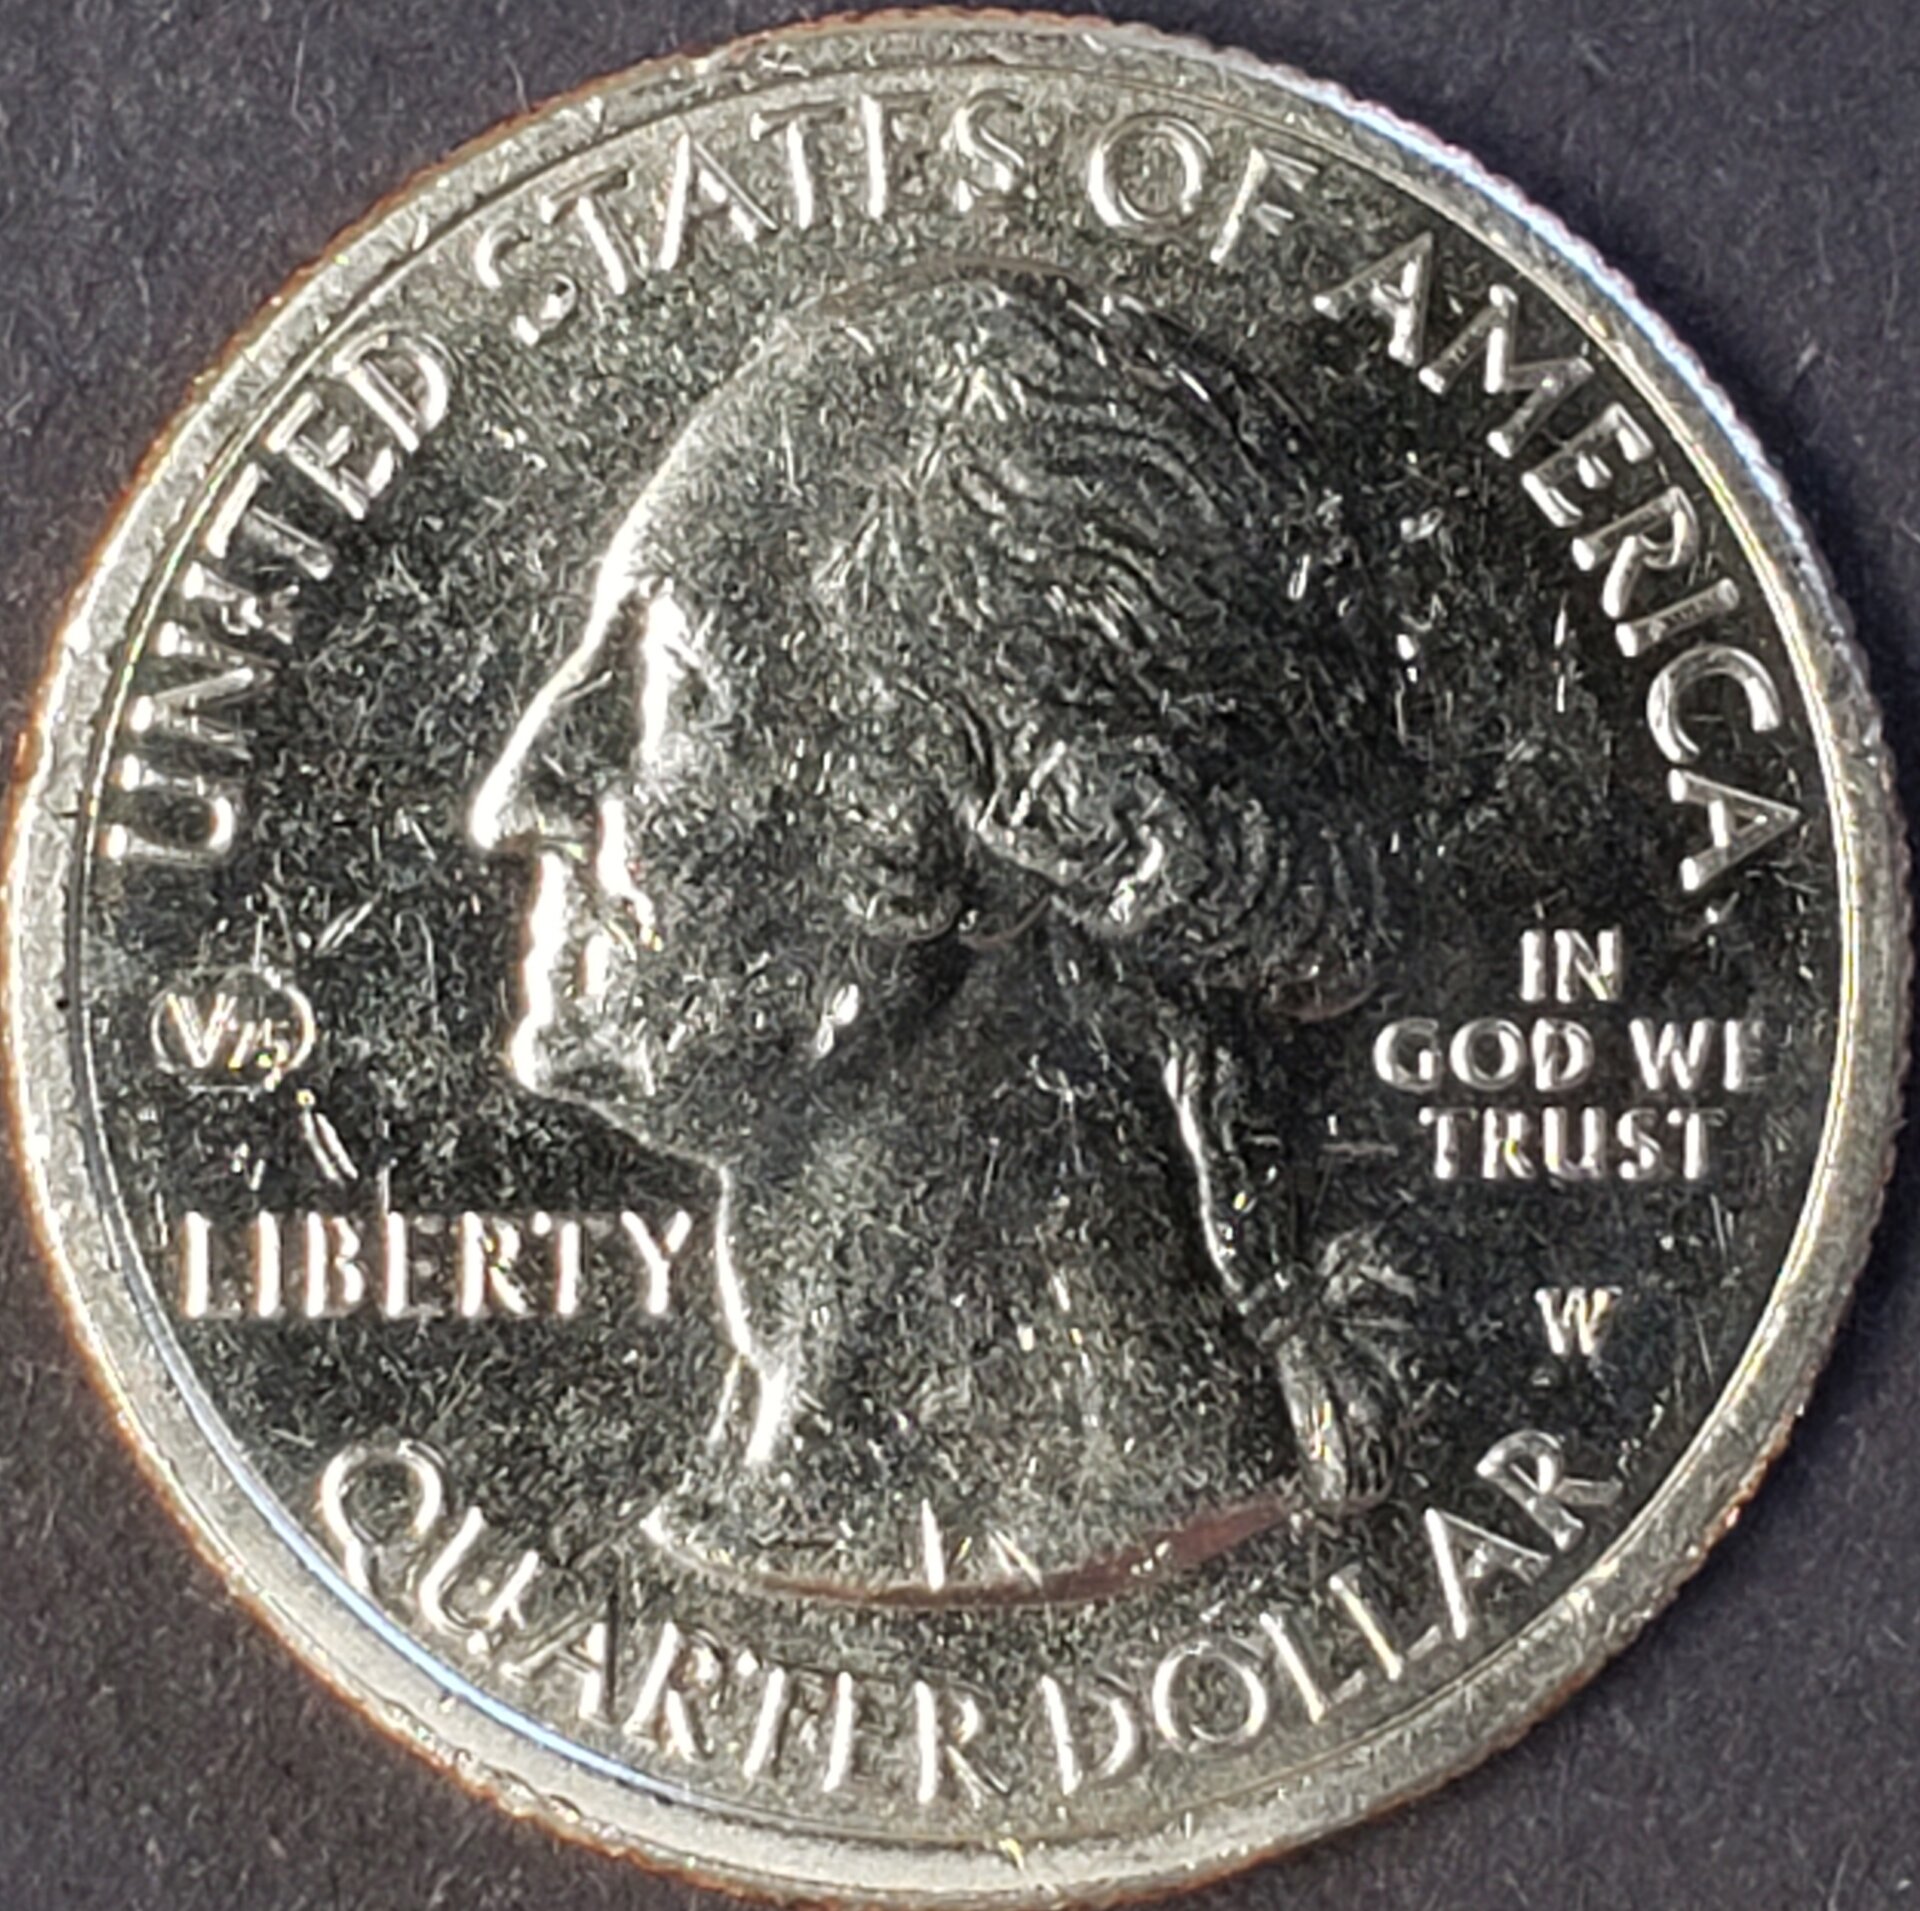 UNITED STATES OF AMERICA
V75
LIBERTY
IN
GOD WE
TRUST
W
QUARTER DOLLAR